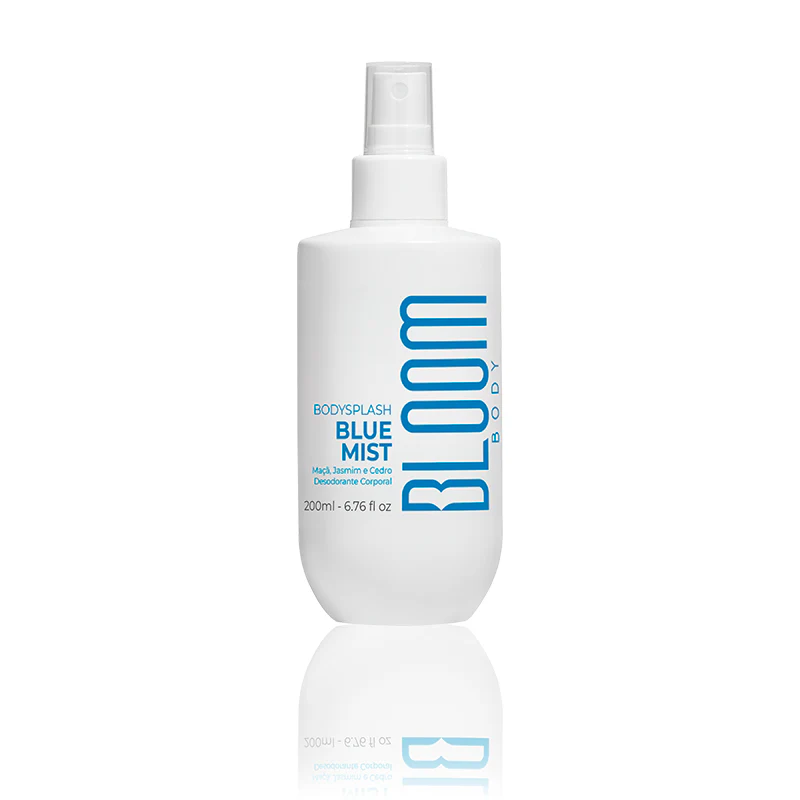 BODYSPLASH
BLUE
MIST
Maçã, Jasmim e Cedro
Desodorante Corporal
200ml - 6.76 fl oz
BLOOM
BODY